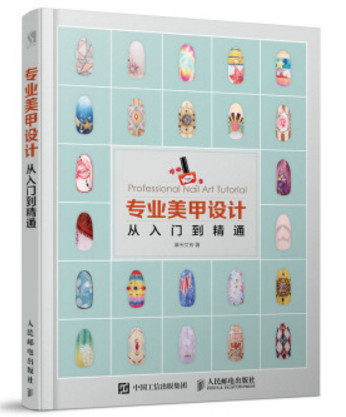 专业美甲设计
从入门到精通
人民邮电出版社
Professional Nail Art Tutorial
专业美甲设计
从入门到精通
中国工信出版集团
人民邮电出版社